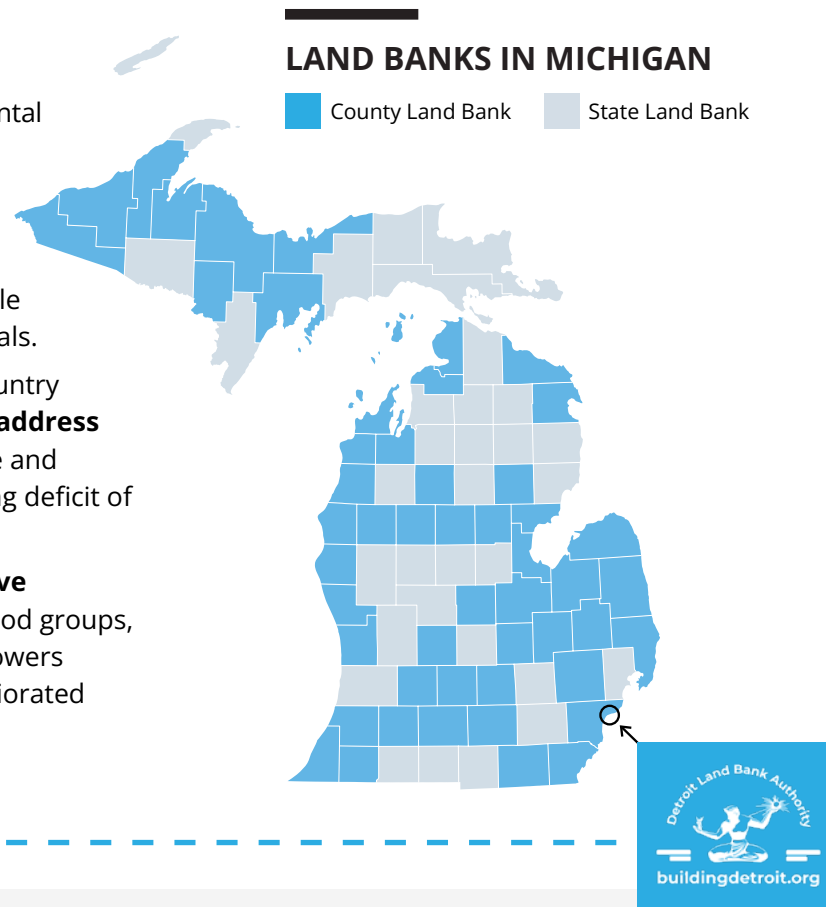 LAND BANKS IN MICHIGAN
County Land Bank
State Land Bank
ntal
le
als.
untry
address
e and
g deficit of
ve
od groups,
owers
iorated
Detroit Land Bank Authority
buildingdetroit.org